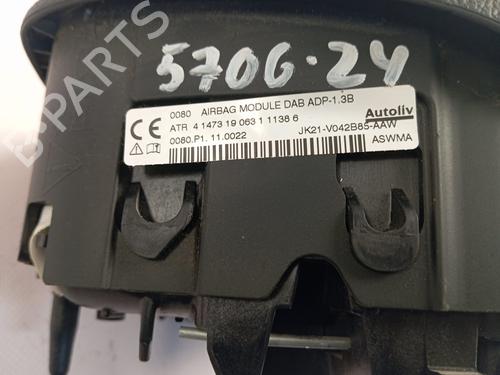 5706-24
0080 AIRBAG MODULE DAB ADP-1.3B
ATR 4 1473 19 063 1 1138 6
0080.P1. 11.0022
Autoliv
JK21-V042B85-AAW
ASWMA
CE
B-Parts